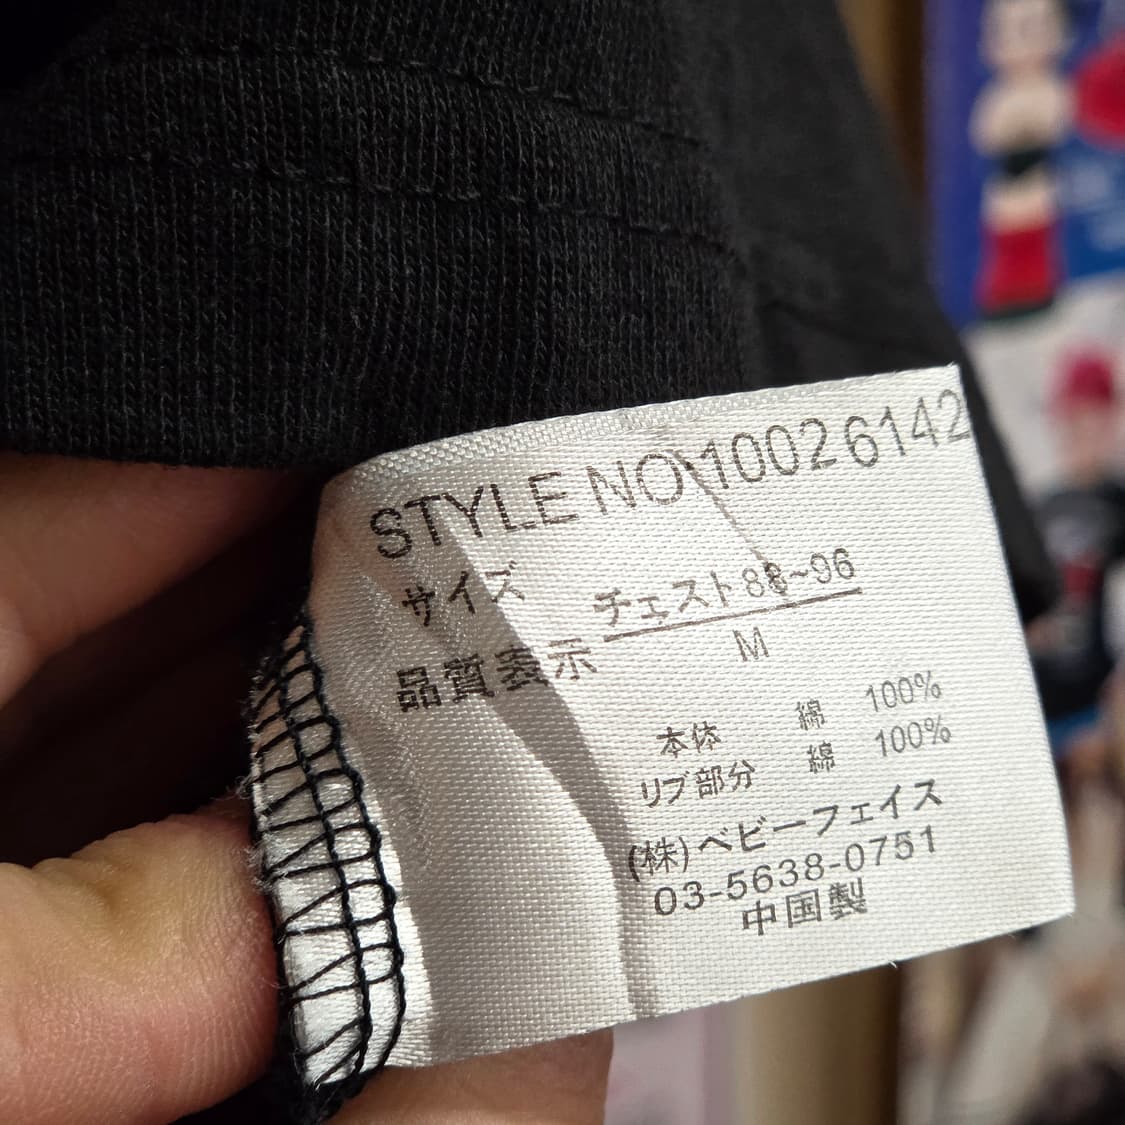 STYLE NO 10026142
サイズ チェスト88~96
M
品質表示
本体 綿 100%
リブ部分 綿 100%
(株)ベビーフェイス
03-5638-0751
中国製